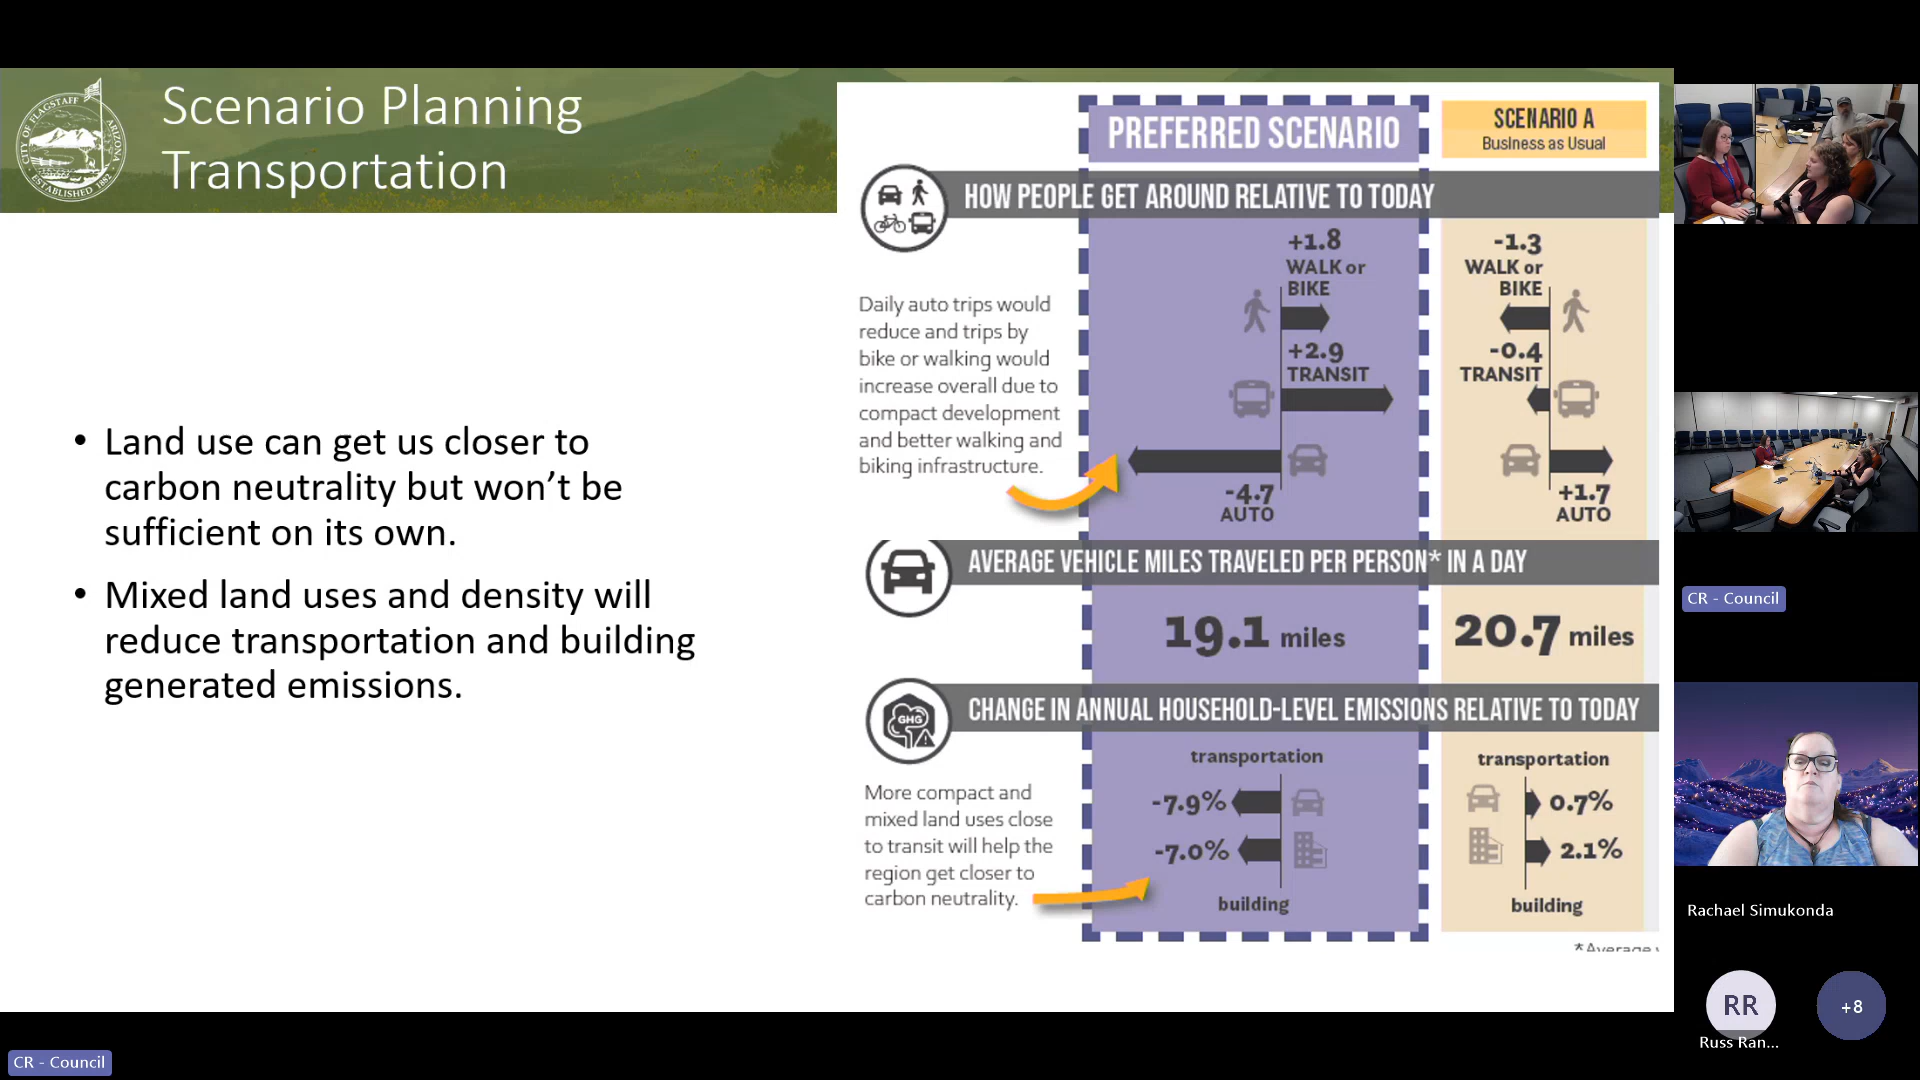 CITY OF FLAGSTAFF
ARIZONA
ESTABLISHED 1882
Scenario Planning
Transportation
Land use can get us closer to
carbon neutrality but won’t be
sufficient on its own.
Mixed land uses and density will
reduce transportation and building
generated emissions.
PREFERRED SCENARIO
SCENARIO A
Business as Usual
HOW PEOPLE GET AROUND RELATIVE TO TODAY
Daily auto trips would
reduce and trips by
bike or walking would
increase overall due to
compact development
and better walking and
biking infrastructure.
+1.8
WALK or
BIKE
+2.9
TRANSIT
-4.7
AUTO
-1.3
WALK or
BIKE
-0.4
TRANSIT
+1.7
AUTO
AVERAGE VEHICLE MILES TRAVELED PER PERSON* IN A DAY
19.1 miles
20.7 miles
GHG
CHANGE IN ANNUAL HOUSEHOLD-LEVEL EMISSIONS RELATIVE TO TODAY
More compact and
mixed land uses close
to transit will help the
region get closer to
carbon neutrality.
transportation
-7.9%
-7.0%
building
transportation
0.7%
2.1%
building
*Average
CR - Council
Rachael Simukonda
RR
Russ Ran...
+8
CR - Council